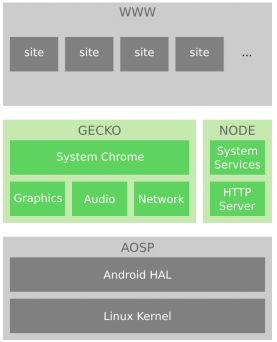 WWW
site site site site ...
GECKO
System Chrome
Graphics Audio Network
NODE
System
Services
HTTP
Server
AOSP
Android HAL
Linux Kernel